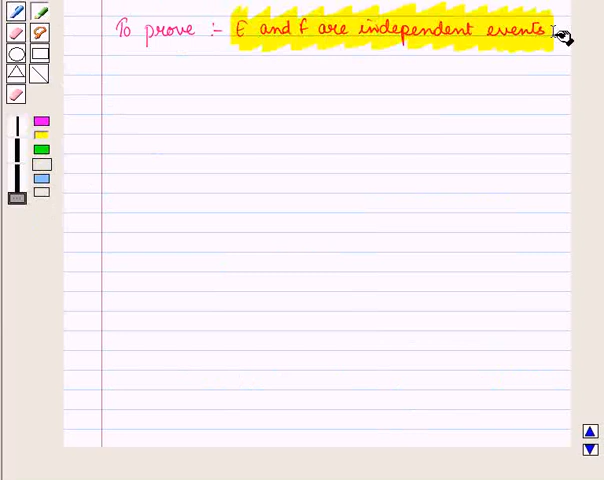 To prove :- E and F are independent events